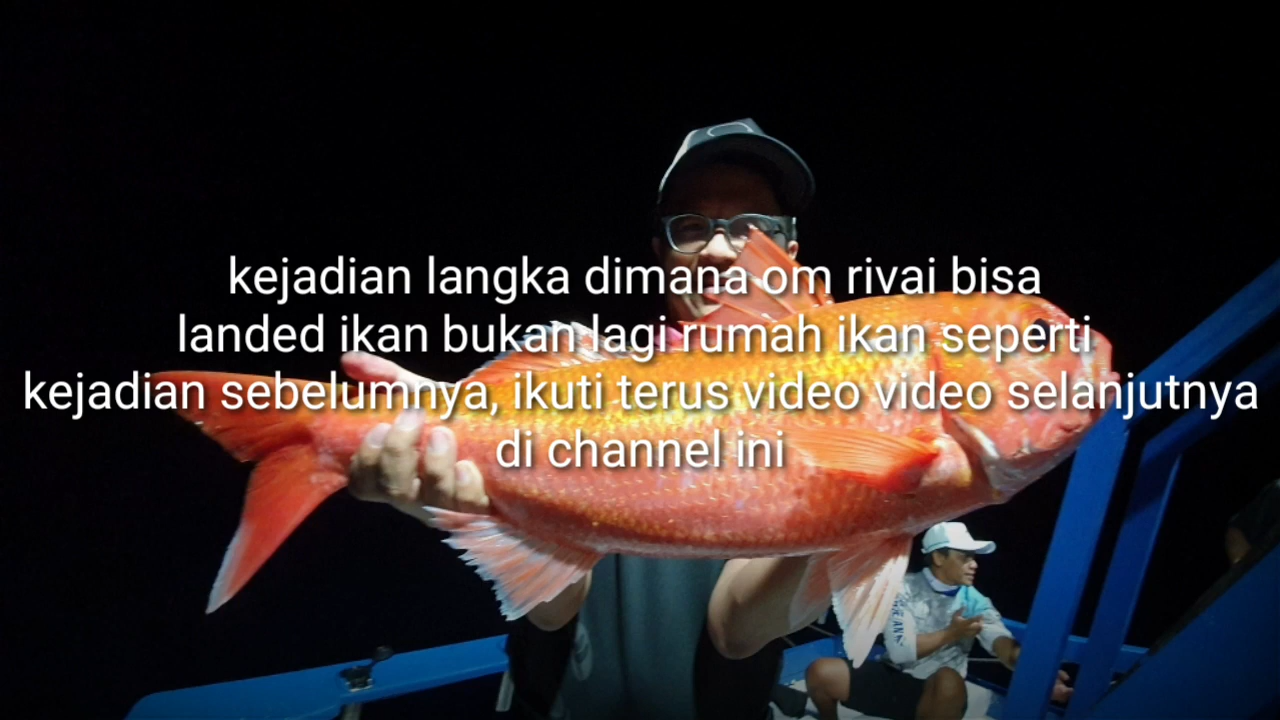 kejadian langka dimana om rivai bisa
landed ikan bukan lagi rumah ikan seperti
kejadian sebelumnya, ikuti terus video video selanjutnya
di channel ini